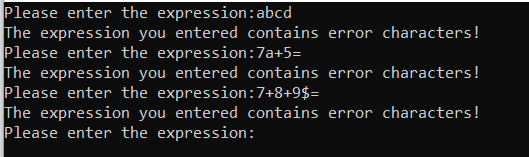 Please enter the expression:abcd
The expression you entered contains error characters!
Please enter the expression:7a+5=
The expression you entered contains error characters!
Please enter the expression:7+8+9$=
The expression you entered contains error characters!
Please enter the expression: